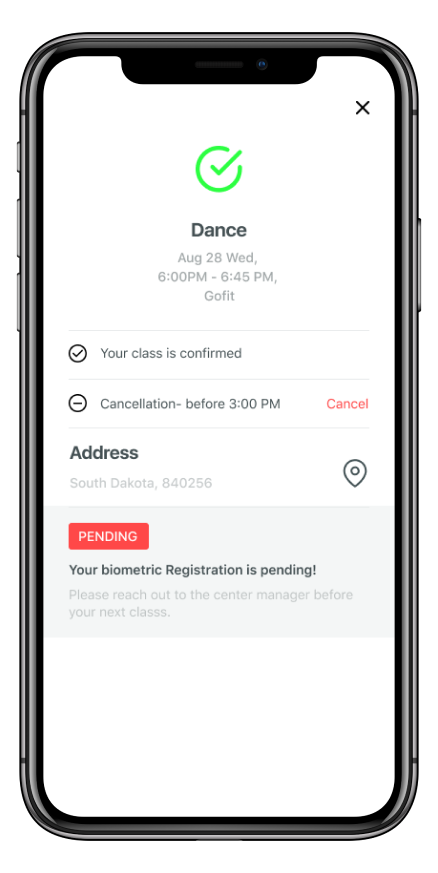 Dance
Aug 28 Wed,
6:00PM - 6:45 PM,
Gofit
Your class is confirmed
Cancellation- before 3:00 PM Cancel
Address
South Dakota, 840256
PENDING
Your biometric Registration is pending!
Please reach out to the center manager before
your next classs.